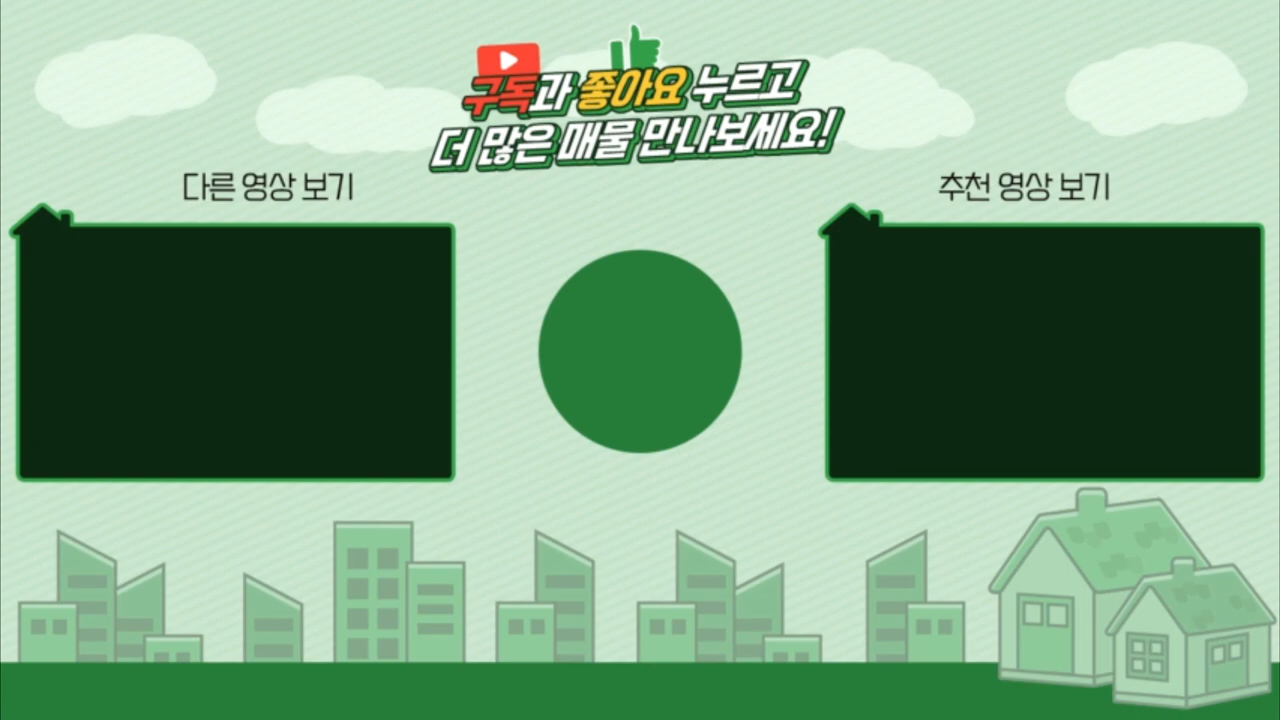 구독과 좋아요 누르고
더 많은 매물 만나보세요!
다른 영상 보기
추천 영상 보기